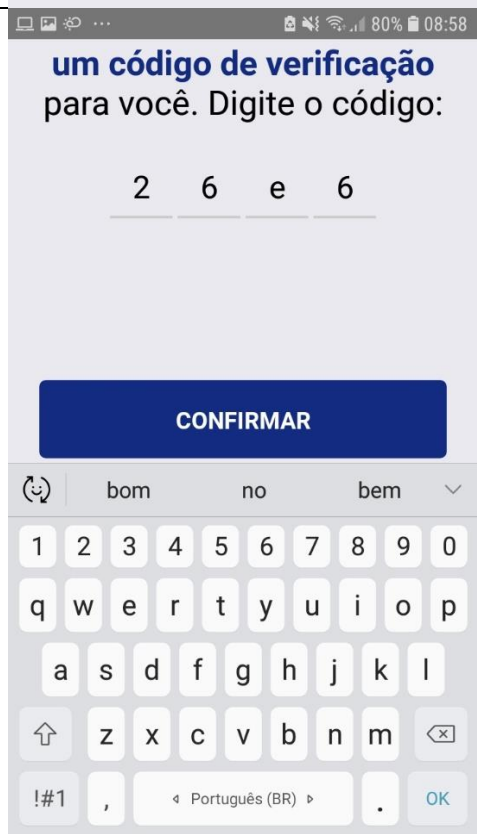 80% 08:58
um código de verificação
para você. Digite o código:
2 6 e 6
CONFIRMAR
bom no bem
1 2 3 4 5 6 7 8 9 0
q w e r t y u i o p
a s d f g h j k l
z x c v b n m
!#1 , Português (BR) . OK